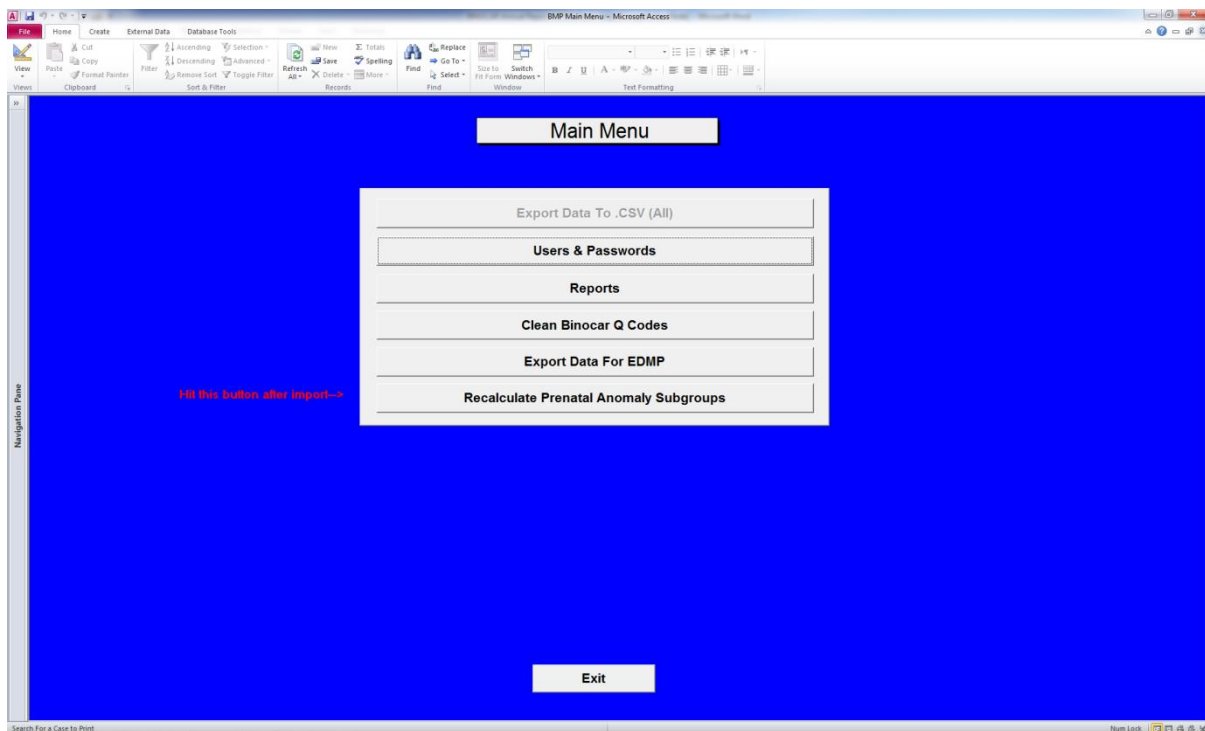 BMP Main Menu - Microsoft Access
File Home Create External Data Database Tools
View
Views
Paste
Cut
Copy
Format Painter
Clipboard
Filter
Ascending
Descending
Remove Sort
Selection
Advanced
Toggle Filter
Sort & Filter
Refresh
All
New
Save
Delete
Totals
Spelling
More
Records
Find
Replace
Go To
Select
Find
Size to
Fit Form
Switch
Windows
Window
B I U A
Text Formatting
Navigation Pane
Main Menu
Export Data To .CSV (All)
Users & Passwords
Reports
Clean Binocar Q Codes
Export Data For EDMP
Hit this button after import-->
Recalculate Prenatal Anomaly Subgroups
Exit
Search For a Case to Print
Num Lock